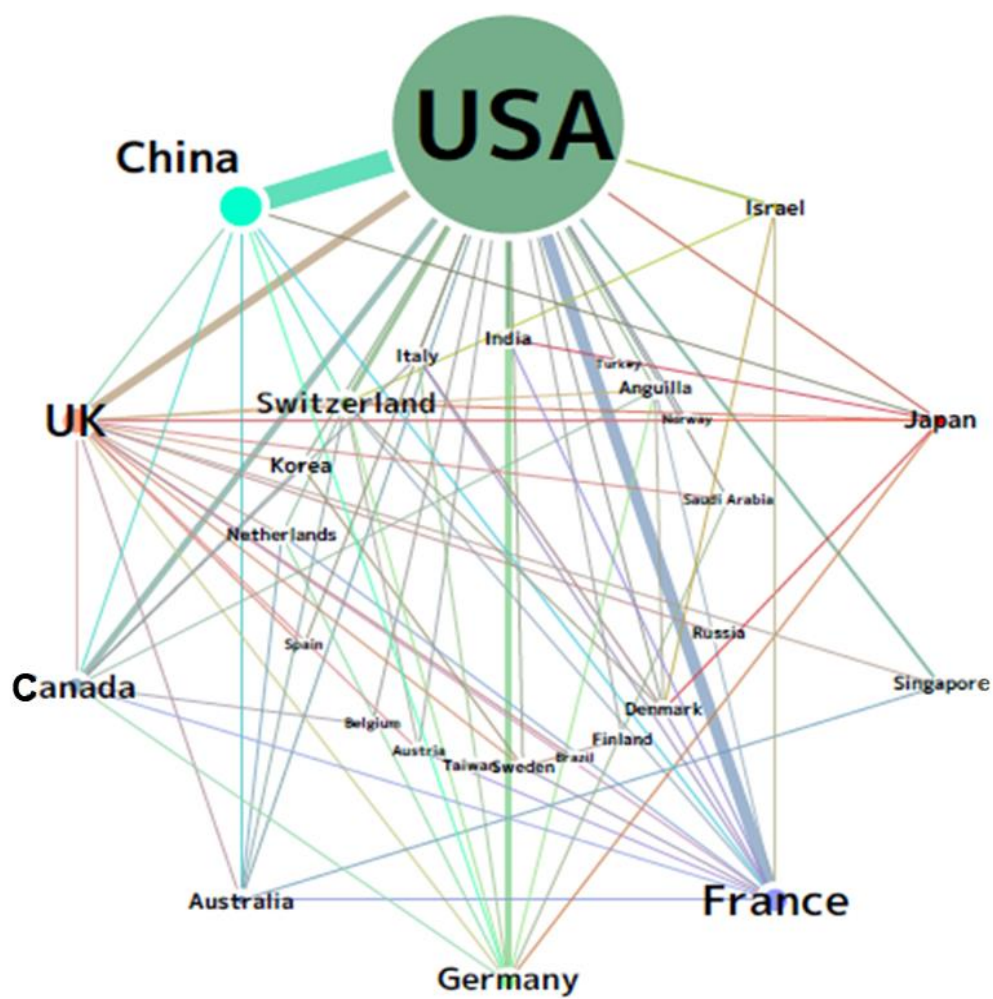 USA
China
Israel
India
Italy
Turkey
Anguilla
Switzerland
UK
Norway
Japan
Korea
Saudi Arabia
Netherlands
Russia
Spain
Canada
Singapore
Denmark
Belgium
Finland
Austria
Brazil
Taiwan
Sweden
Australia
France
Germany